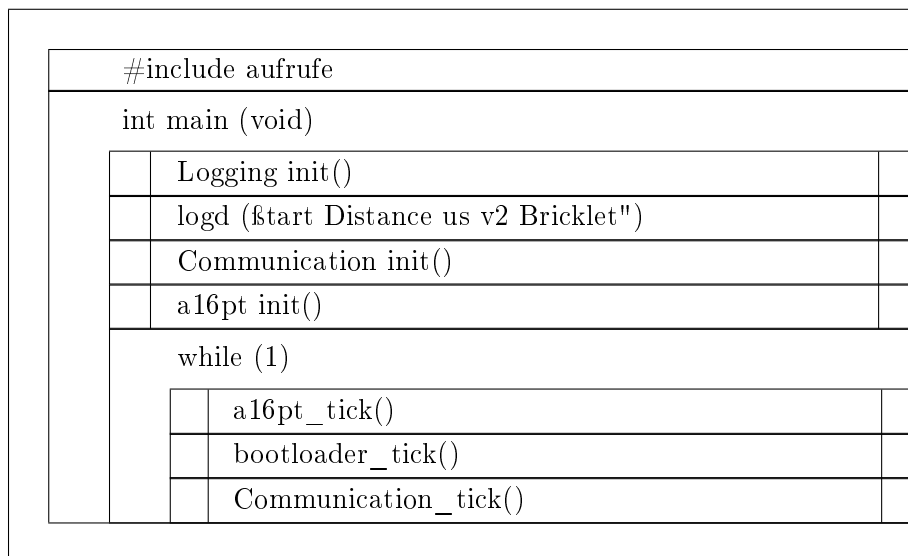 #include aufrufe
int main (void)
Logging init()
logd (ßtart Distance us v2 Bricklet")
Communication init()
a16pt init()
while (1)
a16pt_tick()
bootloader_tick()
Communication_tick()